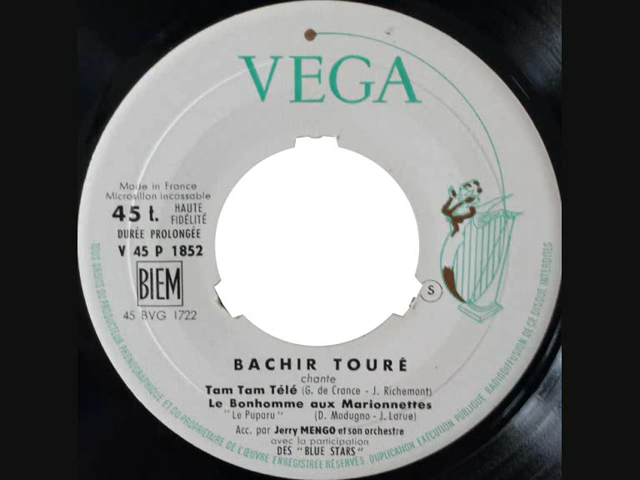 VEGA
Made in France
Microsillon incassable
45 t. HAUTE FIDÉLITÉ
DURÉE PROLONGÉE
V 45 P 1852
BIEM
45 BVG 1722
S
BACHIR TOURÉ
chante
Tam Tam Télé (G. de Crance - J. Richemont)
Le Bonhomme aux Marionnettes
"Le Puparu" (D. Modugno - J. Larue)
Acc. par Jerry MENGO et son orchestre
avec la participation
DES "BLUE STARS"
TOUS DROITS DU PRODUCTEUR PHONOGRAPHIQUE ET DU PROPRIÉTAIRE DE L'ŒUVRE ENREGISTRÉE RÉSERVÉS. DUPLICATION EXÉCUTION PUBLIQUE RADIODIFFUSION DE CE DISQUE INTERDITES